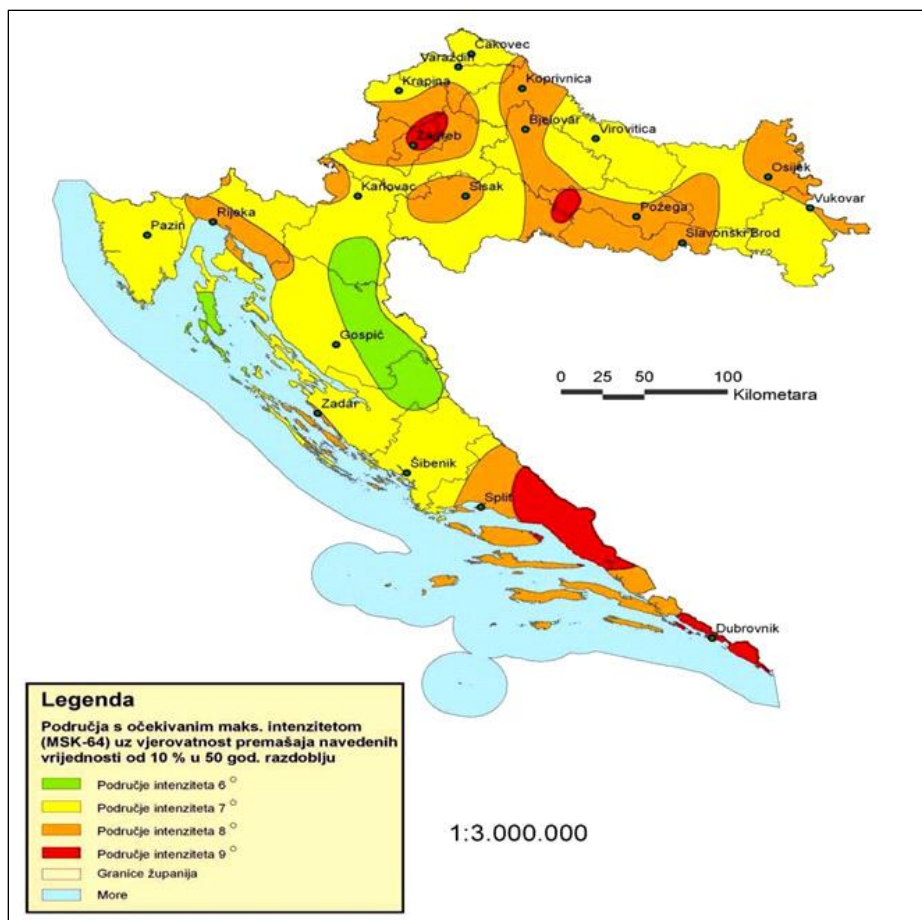 Čakovec
Varaždin
Krapina
Koprivnica
Zagreb
Bjelovar
Virovitica
Osijek
Karlovac
Sisak
Vukovar
Rijeka
Požega
Pazin
Slavonski Brod
Gospić
0 25 50 100
Kilometara
Zadar
Šibenik
Split
Dubrovnik
Legenda
Područja s očekivanim maks. intenzitetom
(MSK-64) uz vjerovatnost premašaja navedenih
vrijednosti od 10 % u 50 god. razdoblju
Područje intenziteta 6 °
Područje intenziteta 7 °
Područje intenziteta 8 °
Područje intenziteta 9 °
Granice županija
More
1:3.000.000